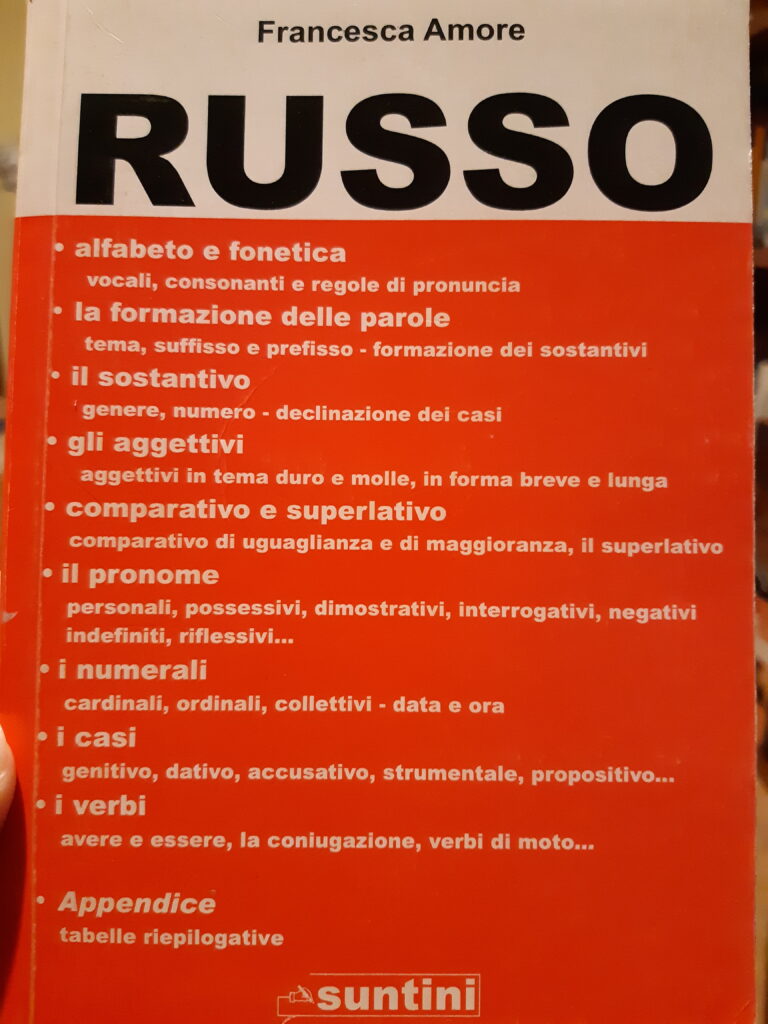 Francesca Amore
RUSSO
• alfabeto e fonetica
vocali, consonanti e regole di pronuncia
• la formazione delle parole
tema, suffisso e prefisso - formazione dei sostantivi
• il sostantivo
genere, numero - declinazione dei casi
• gli aggettivi
aggettivi in tema duro e molle, in forma breve e lunga
• comparativo e superlativo
comparativo di uguaglianza e di maggioranza, il superlativo
• il pronome
personali, possessivi, dimostrativi, interrogativi, negativi
indefiniti, riflessivi...
• i numerali
cardinali, ordinali, collettivi - data e ora
• i casi
genitivo, dativo, accusativo, strumentale, propositivo...
• i verbi
avere e essere, la coniugazione, verbi di moto...
• Appendice
tabelle riepilogative
suntini